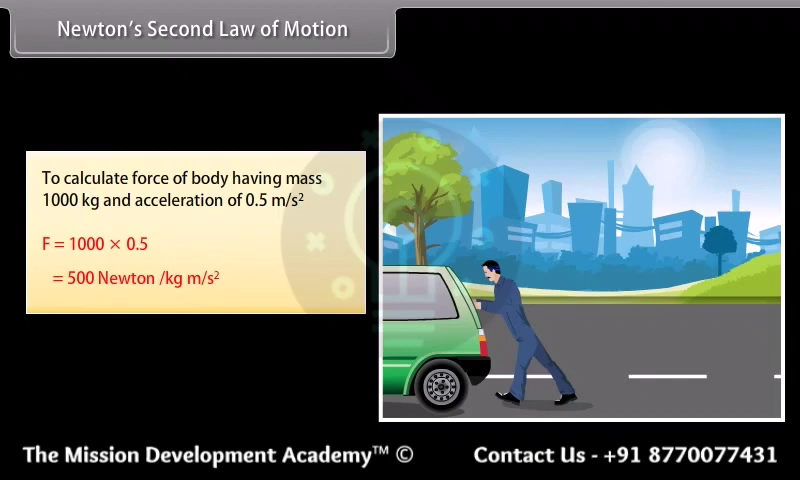 Newton's Second Law of Motion
To calculate force of body having mass
1000 kg and acceleration of 0.5 m/s²
F = 1000 × 0.5
= 500 Newton /kg m/s²
The Mission Development Academy™ ©
Contact Us - +91 8770077431